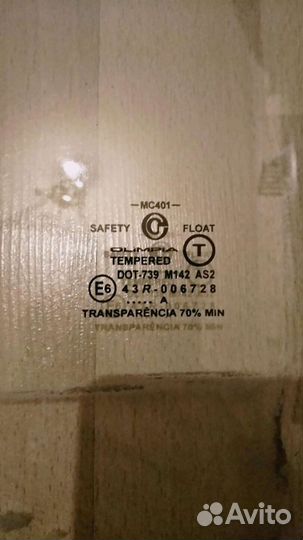 MC401
SAFETY FLOAT
OLIMPIA T
TEMPERED
DOT-739 M142 AS2
E6 43R-006728
..... A
TRANSPARÊNCIA 70% MIN
Avito